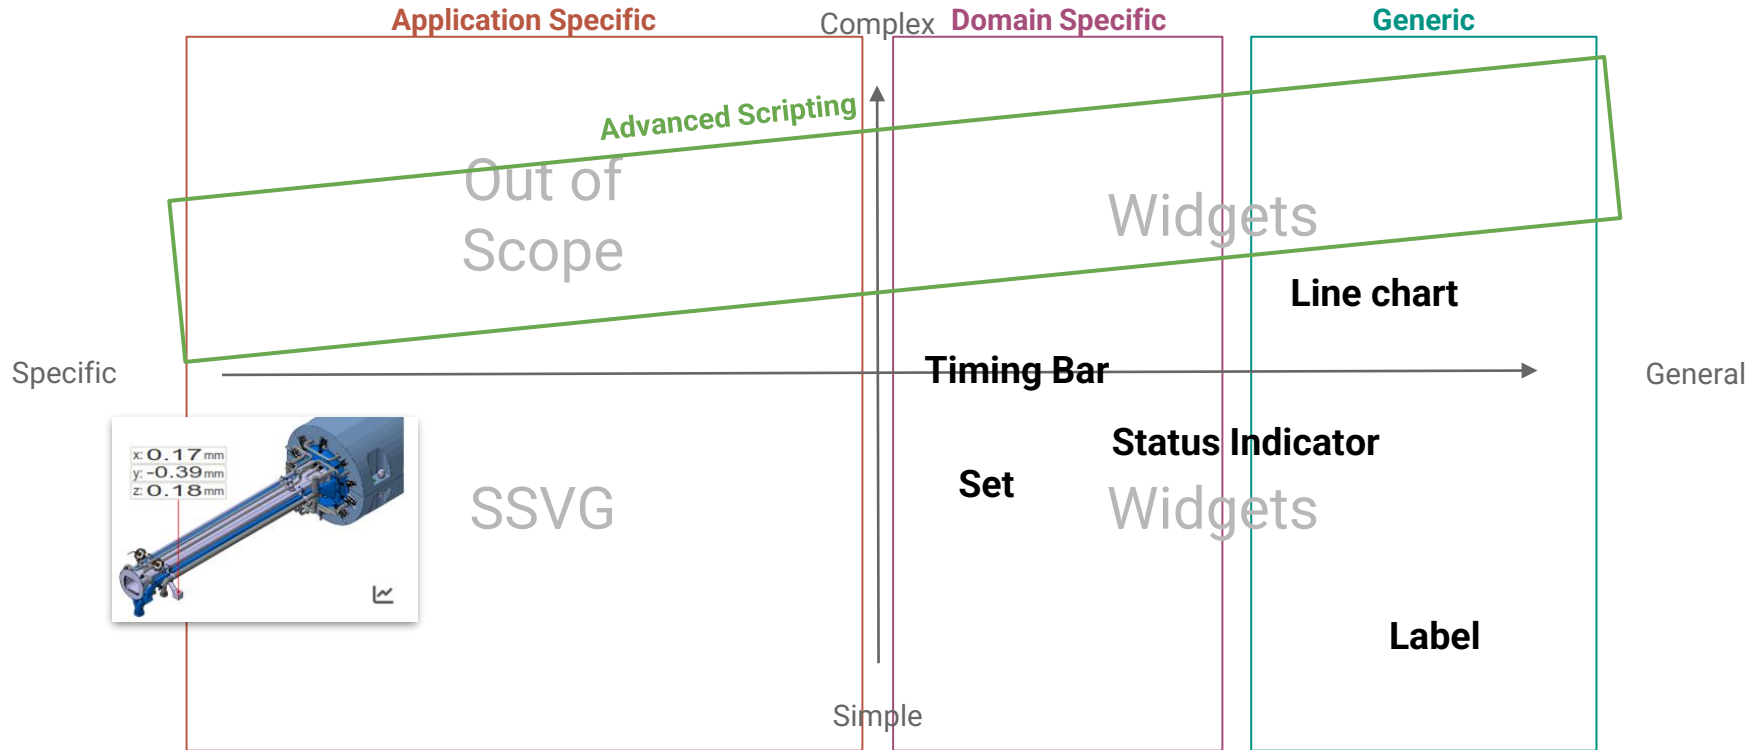 Application Specific
Complex
Domain Specific
Generic
Advanced Scripting
Out of
Scope
Widgets
Line chart
Specific
Timing Bar
General
x: 0.17 mm
y: -0.39 mm
z: 0.18 mm
Status Indicator
Set
SSVG
Widgets
Label
Simple